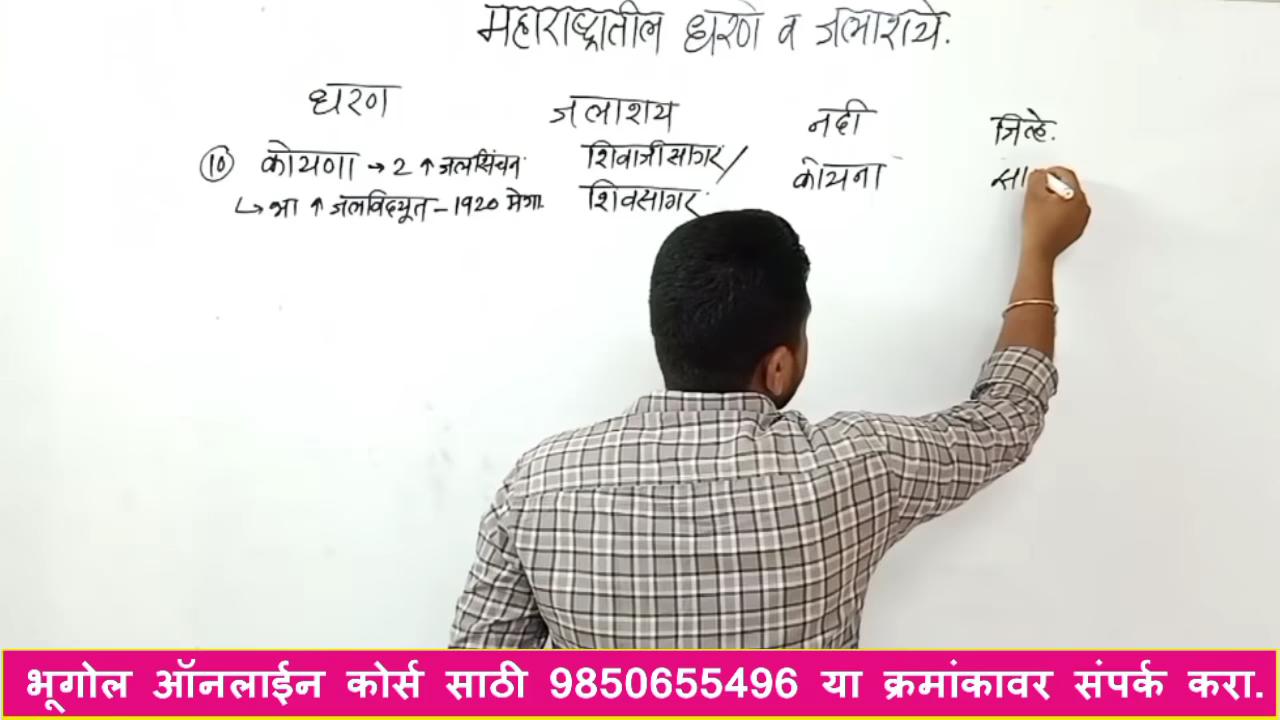 महाराष्ट्रातील धरणे व जलाशये.
धरण जलाशय नदी जिल्हे.
१० कोयणा → 2 ↑ जलसिंचन शिवाजीसागर/ कोयना सा
↳ भा ↑ जलविद्युत – 1920 मेगा. शिवसागर.
भूगोल ऑनलाईन कोर्स साठी 9850655496 या क्रमांकावर संपर्क करा.